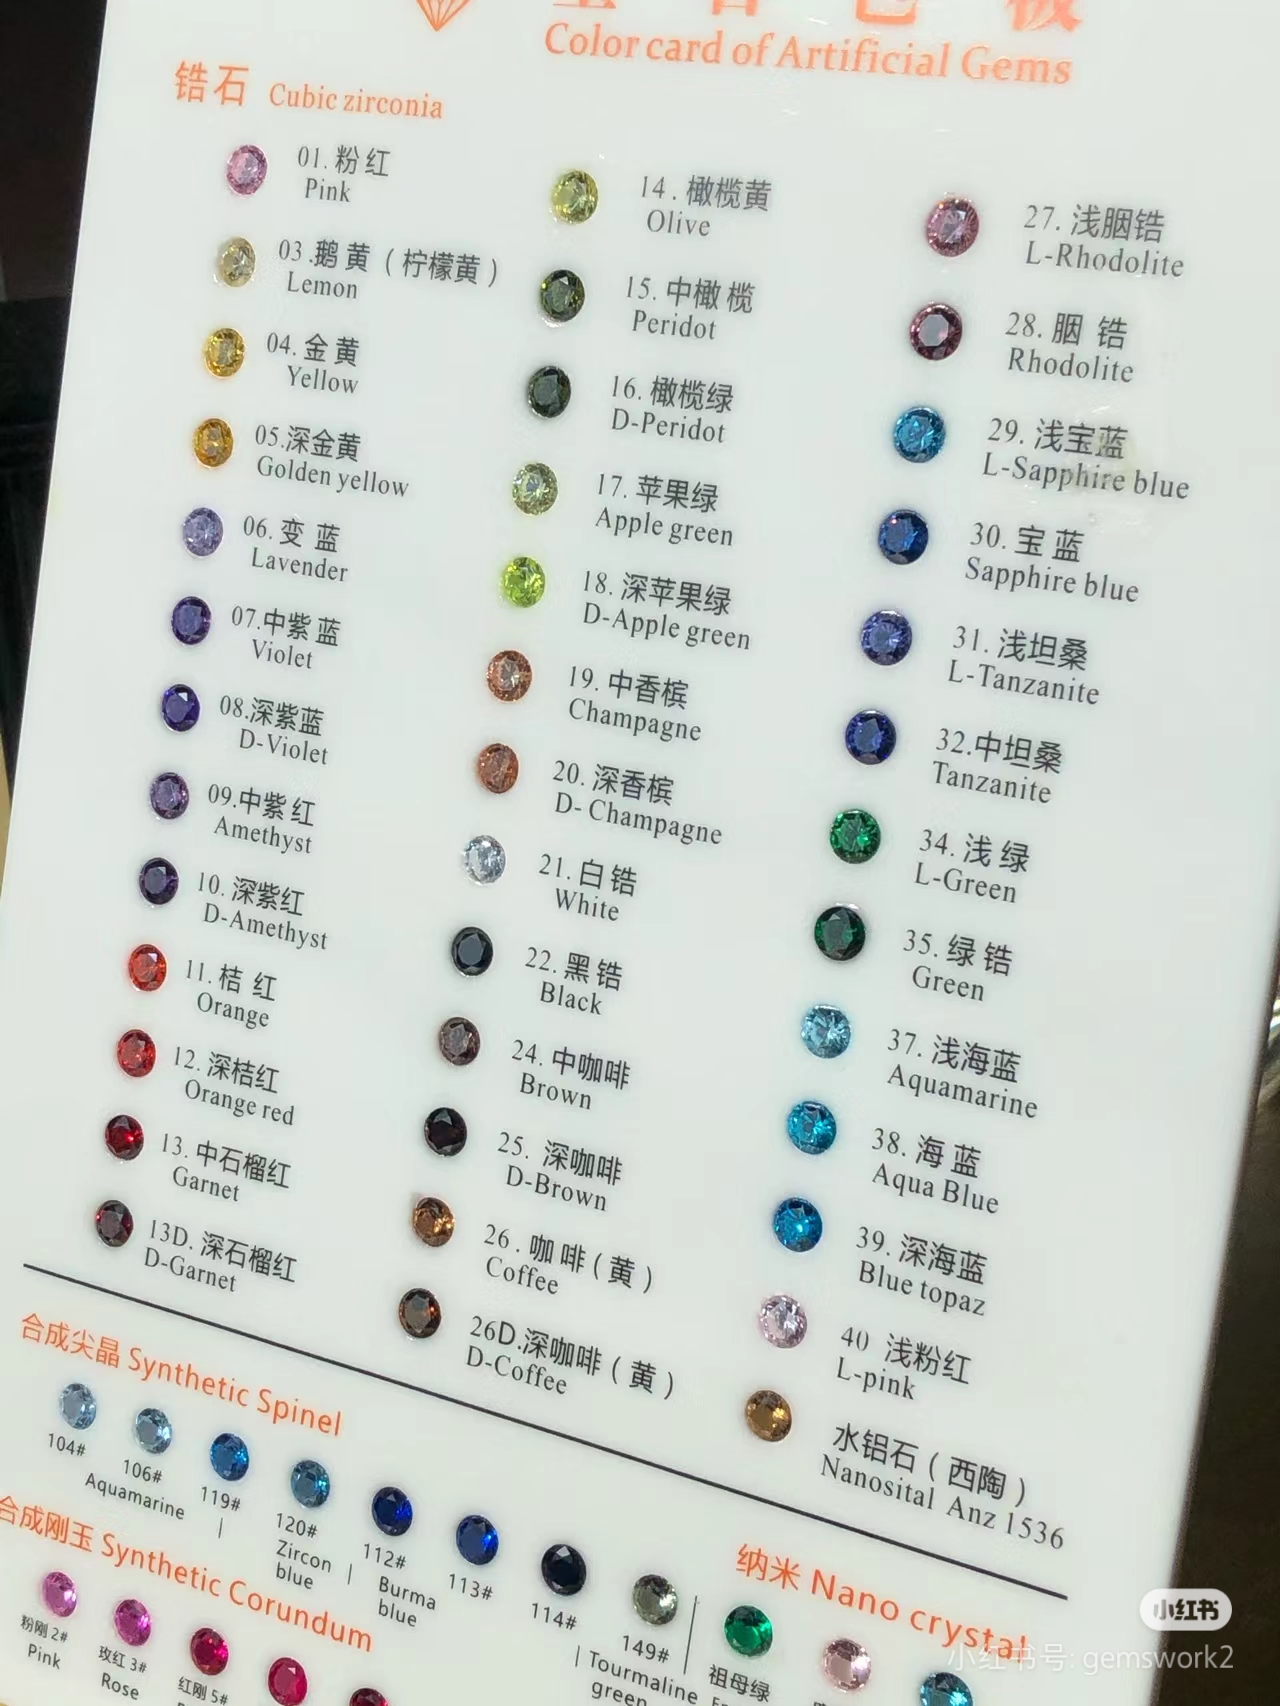 Color card of Artificial Gems
锆石 Cubic zirconia
01. 粉红
Pink
03.鹅黄（柠檬黄）
Lemon
04. 金黄
Yellow
05.深金黄
Golden yellow
06. 变蓝
Lavender
07.中紫蓝
Violet
08.深紫蓝
D-Violet
09.中紫红
Amethyst
10. 深紫红
D-Amethyst
11. 桔红
Orange
12. 深桔红
Orange red
13. 中石榴红
Garnet
13D. 深石榴红
D-Garnet
14. 橄榄黄
Olive
15. 中橄榄
Peridot
16. 橄榄绿
D-Peridot
17. 苹果绿
Apple green
18. 深苹果绿
D-Apple green
19. 中香槟
Champagne
20. 深香槟
D- Champagne
21. 白锆
White
22. 黑锆
Black
24. 中咖啡
Brown
25. 深咖啡
D-Brown
26. 咖啡（黄）
Coffee
26D.深咖啡（黄）
D-Coffee
27. 浅胭锆
L-Rhodolite
28. 胭锆
Rhodolite
29. 浅宝蓝
L-Sapphire blue
30. 宝蓝
Sapphire blue
31. 浅坦桑
L-Tanzanite
32.中坦桑
Tanzanite
34. 浅绿
L-Green
35. 绿锆
Green
37. 浅海蓝
Aquamarine
38. 海蓝
Aqua Blue
39. 深海蓝
Blue topaz
40 浅粉红
L-pink
水铝石（西陶）
Nanosital Anz 1536
合成尖晶 Synthetic Spinel
104#
106#
Aquamarine
119#
120#
Zircon
blue
112#
Burma
blue
113#
114#
149#
Tourmaline
green
合成刚玉 Synthetic Corundum
粉刚 2#
Pink
玫红 3#
Rose
红刚 5#
纳米 Nano crystal
祖母绿
小红书
小红书号: gemswork2